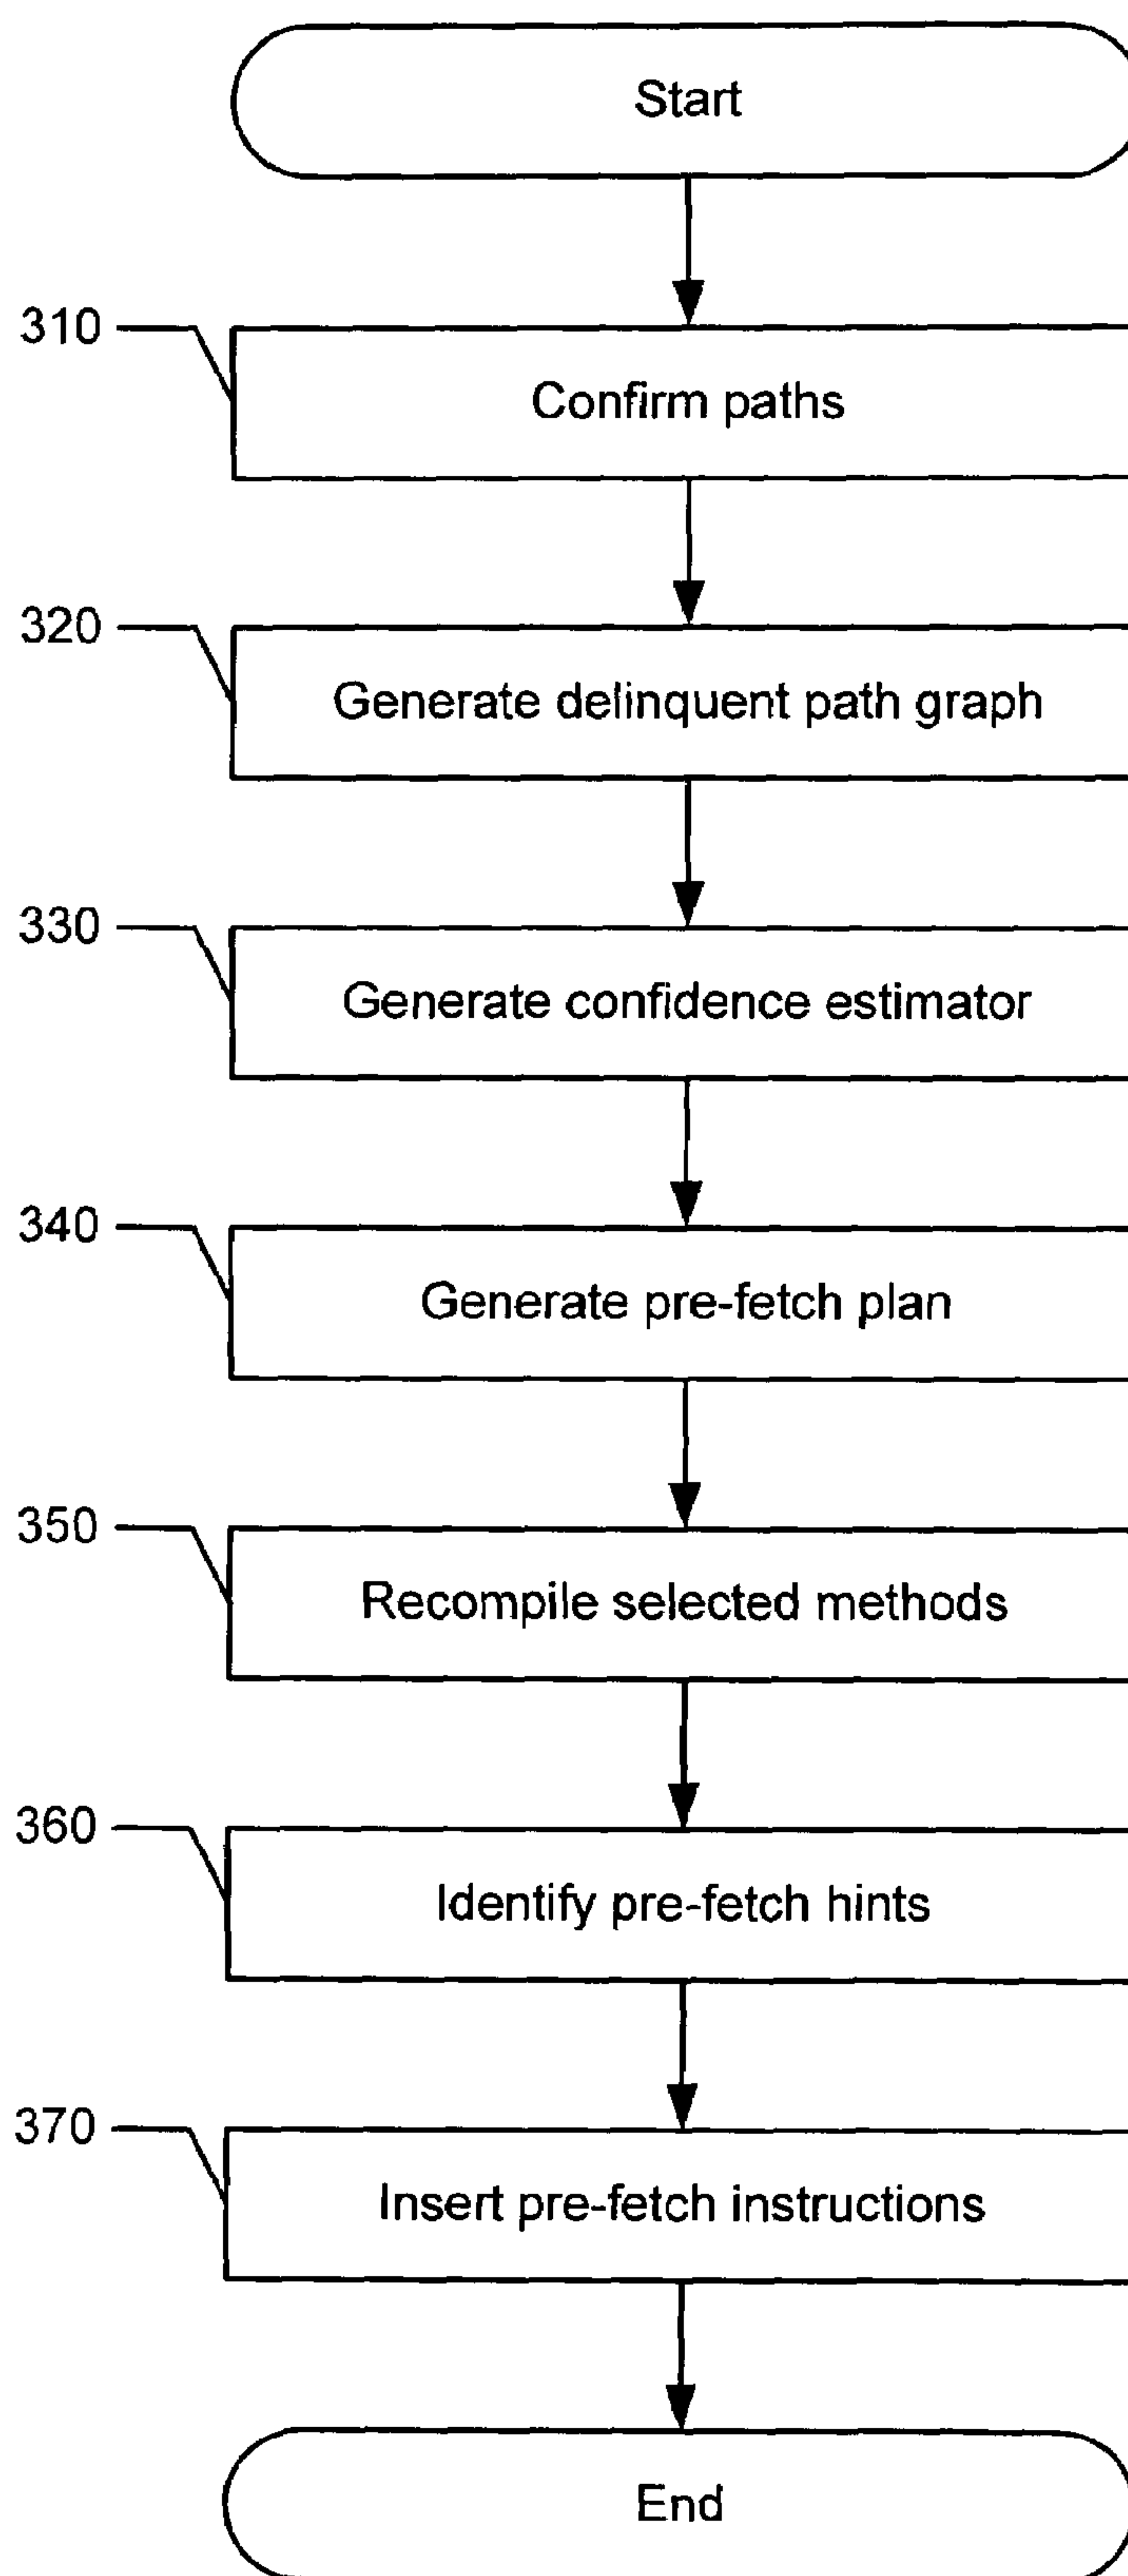 Start
310
Confirm paths
320
Generate delinquent path graph
330
Generate confidence estimator
340
Generate pre-fetch plan
350
Recompile selected methods
360
Identify pre-fetch hints
370
Insert pre-fetch instructions
End